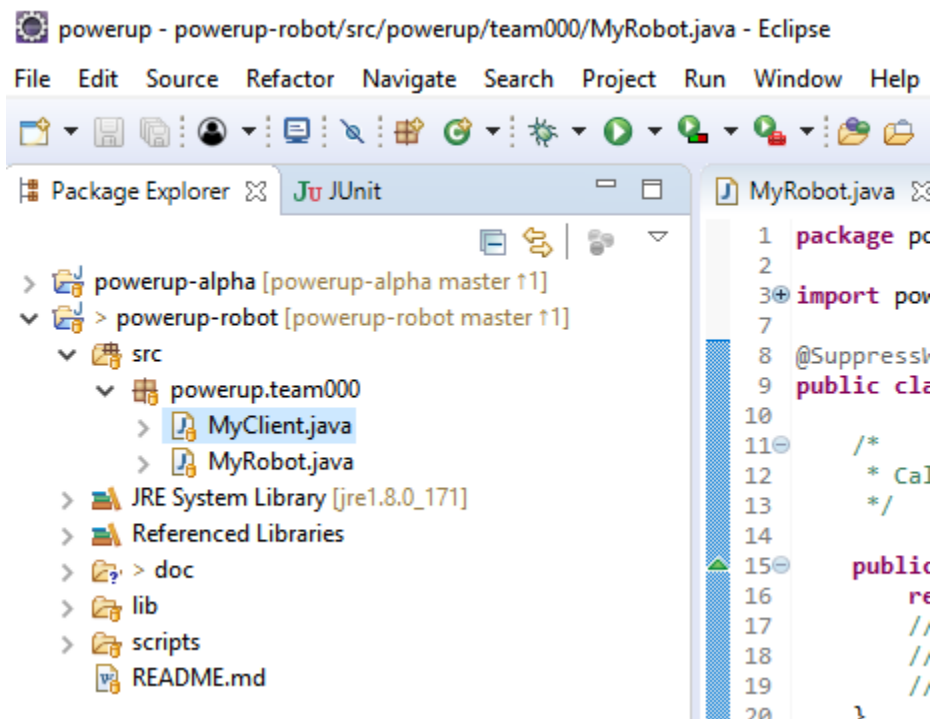 powerup - powerup-robot/src/powerup/team000/MyRobot.java - Eclipse
File Edit Source Refactor Navigate Search Project Run Window Help
Package Explorer JUnit
powerup-alpha [powerup-alpha master ↑1]
> powerup-robot [powerup-robot master ↑1]
src
powerup.team000
MyClient.java
MyRobot.java
JRE System Library [jre1.8.0_171]
Referenced Libraries
> doc
lib
scripts
README.md
MyRobot.java
1 package po
2
3 import pow
7
8 @SuppressW
9 public cla
10
11 /*
12 * Cal
13 */
14
15 public
16 re
17 //
18 //
19 //
20 }